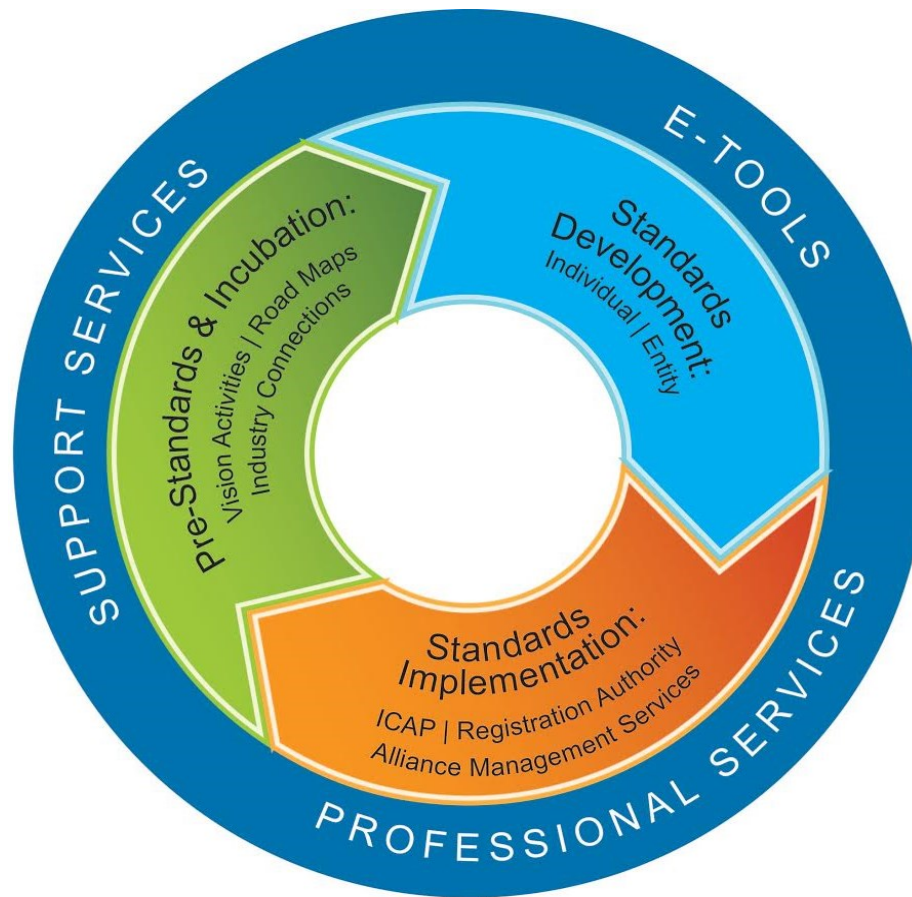 SUPPORT SERVICES
E-TOOLS
PROFESSIONAL SERVICES
Pre-Standards & Incubation:
Vision Activities | Road Maps
Industry Connections
Standards
Development:
Individual | Entity
Standards
Implementation:
ICAP | Registration Authority
Alliance Management Services